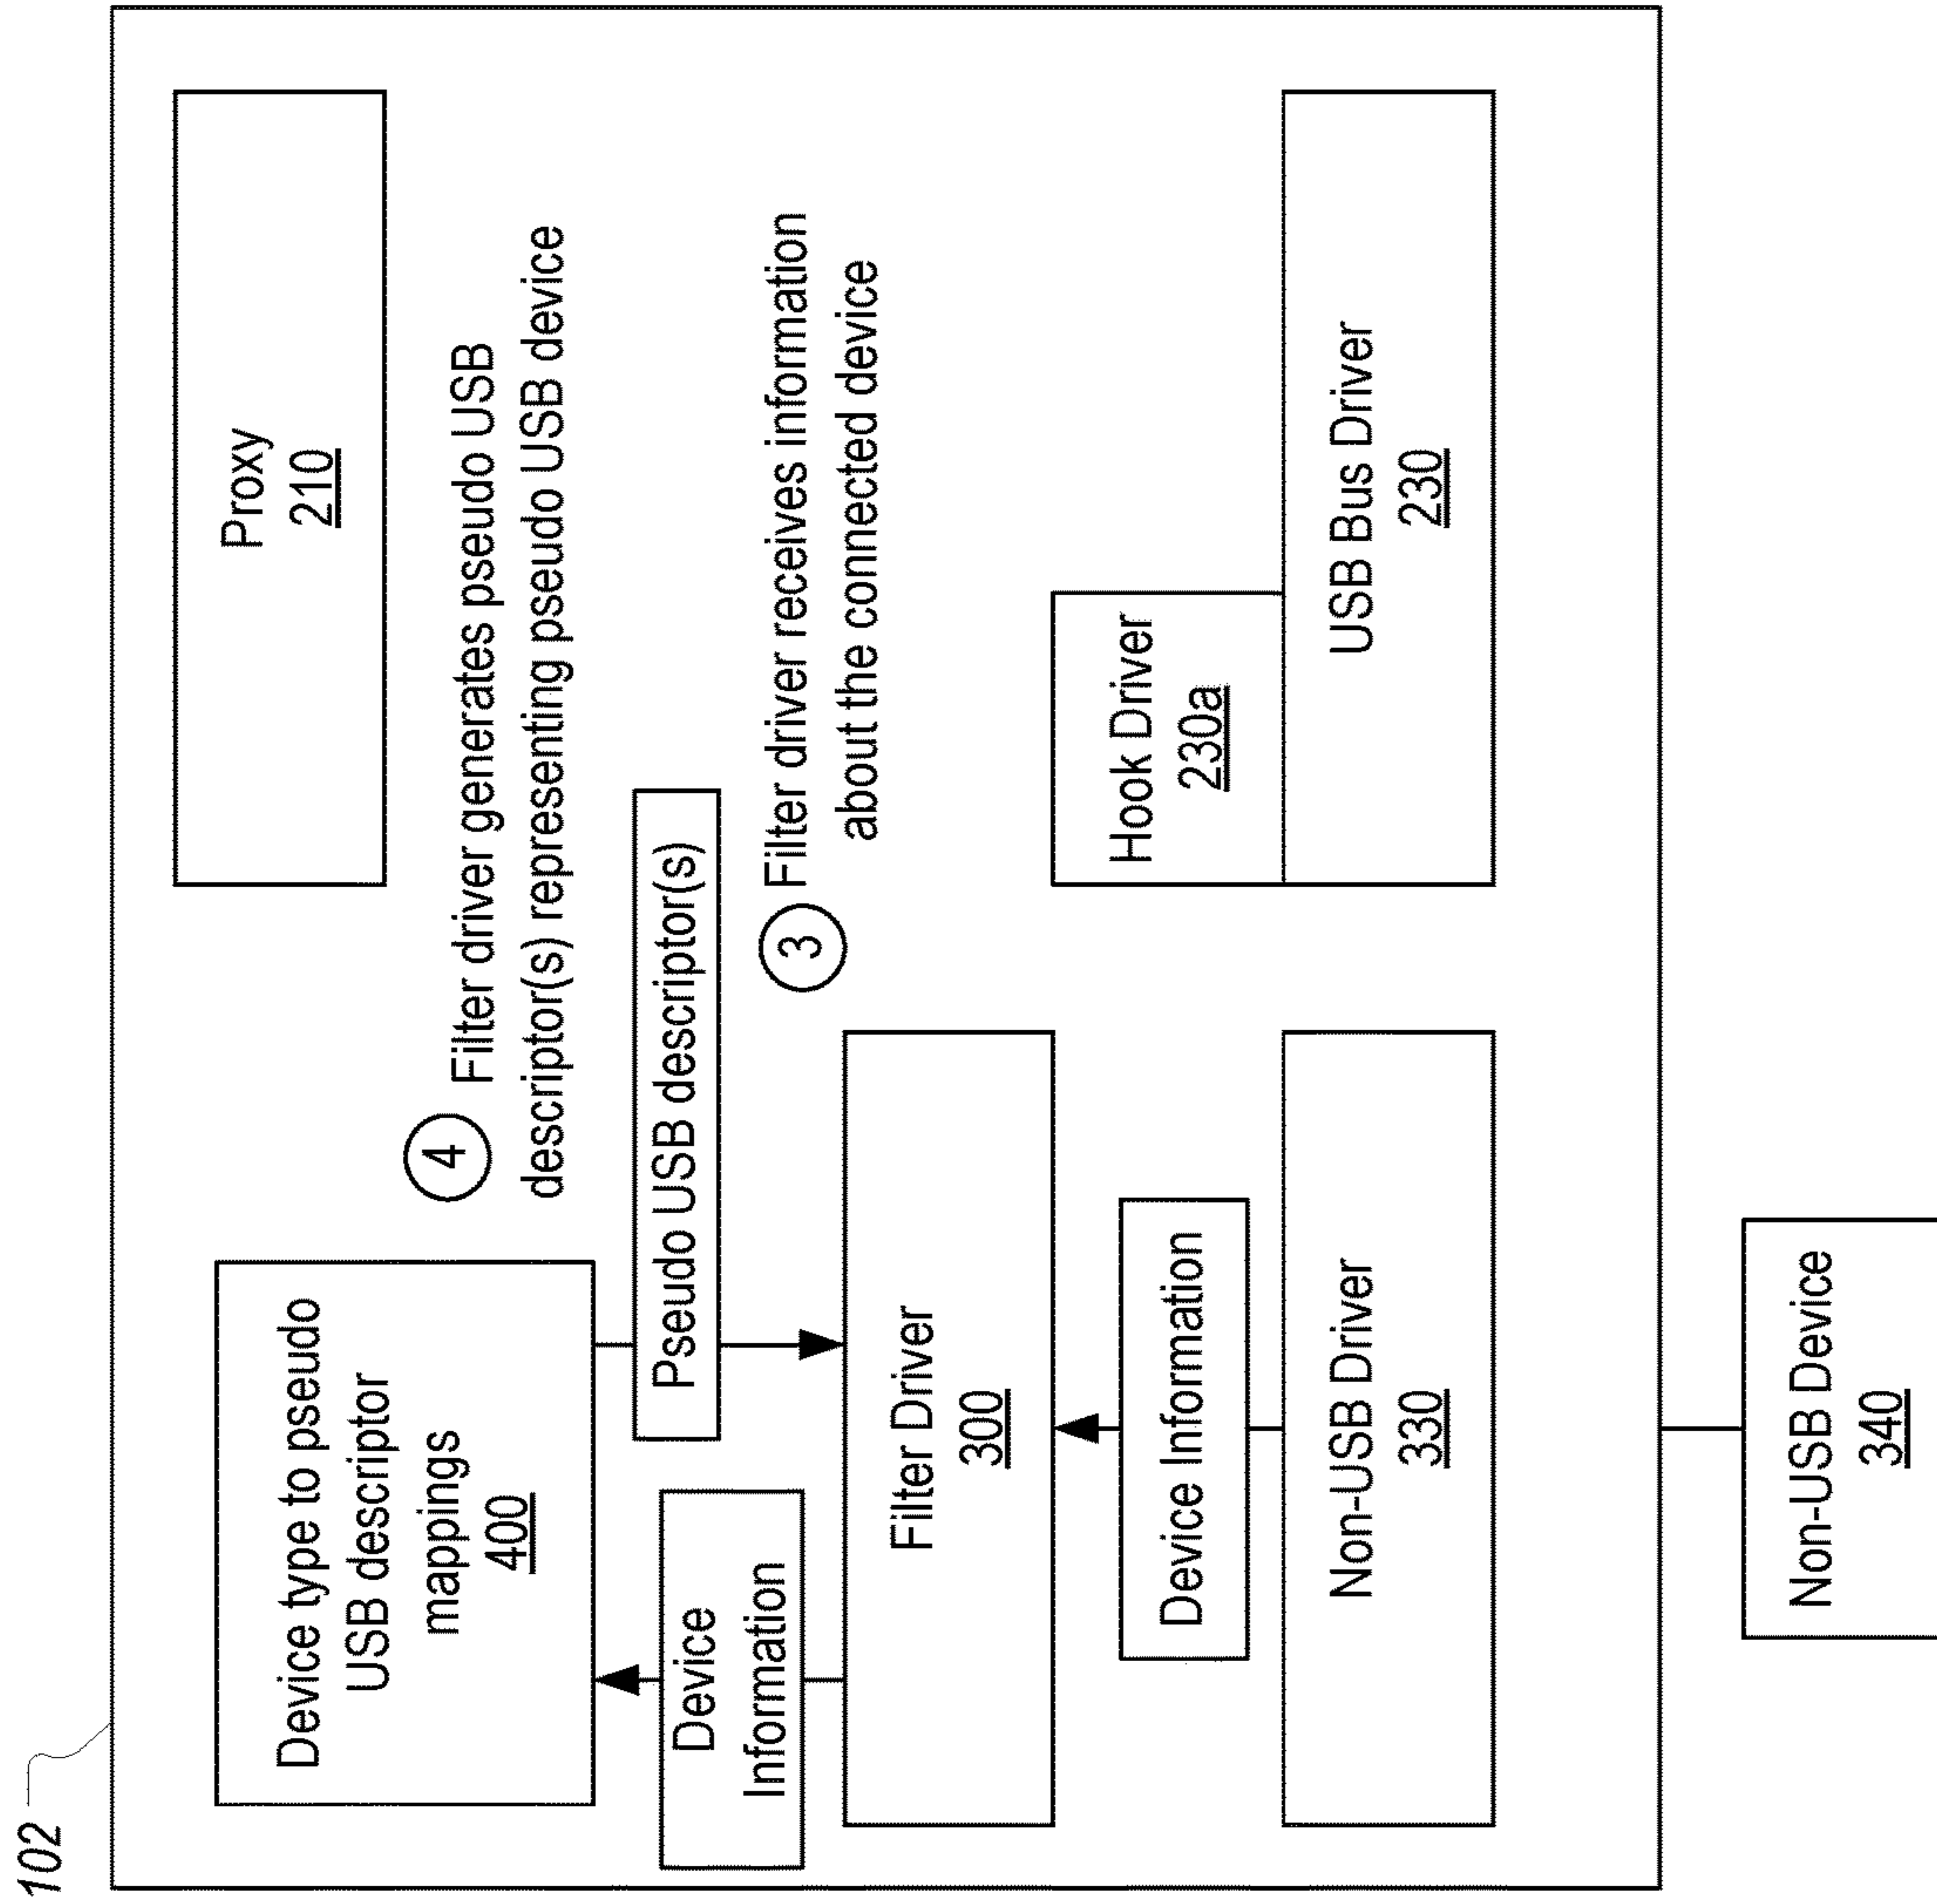 102
Device type to pseudo
USB descriptor
mappings
400
Proxy
210
4
Filter driver generates pseudo USB
descriptor(s) representing pseudo USB device
Device
Information
Pseudo USB descriptor(s)
3
Filter driver receives information
about the connected device
Filter Driver
300
Device Information
Hook Driver
230a
Non-USB Driver
330
USB Bus Driver
230
Non-USB Device
340